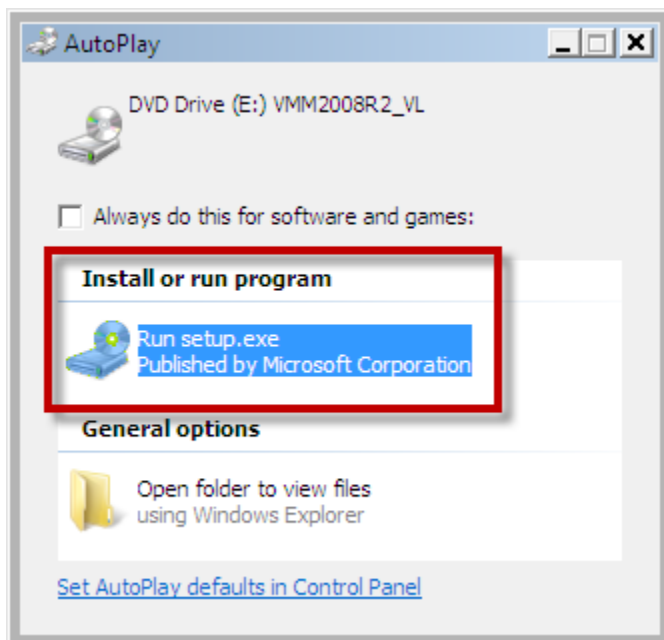 AutoPlay
DVD Drive (E:) VMM2008R2_VL
Always do this for software and games:
Install or run program
Run setup.exe
Published by Microsoft Corporation
General options
Open folder to view files
using Windows Explorer
Set AutoPlay defaults in Control Panel